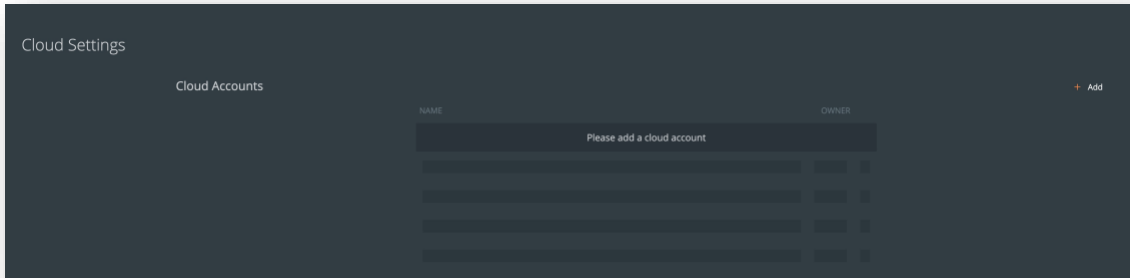 Cloud Settings
Cloud Accounts
+ Add
NAME OWNER
Please add a cloud account